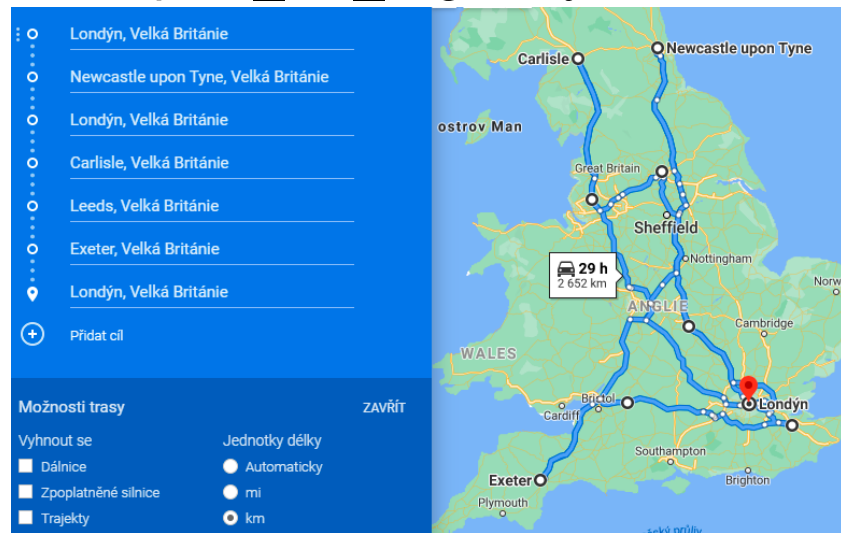 Londýn, Velká Británie
Newcastle upon Tyne, Velká Británie
Londýn, Velká Británie
Carlisle, Velká Británie
Leeds, Velká Británie
Exeter, Velká Británie
Londýn, Velká Británie
Přidat cíl
Možnosti trasy
ZAVŘÍT
Vyhnout se
Jednotky délky
Dálnice
Automaticky
Zpoplatněné silnice
mi
Trajekty
km
Newcastle upon Tyne
Carlisle
ostrov Man
Great Britain
Sheffield
29 h
2 652 km
Nottingham
Norw
ANGLIE
Cambridge
WALES
Bristol
Cardiff
Londýn
Southampton
Exeter
Brighton
Plymouth